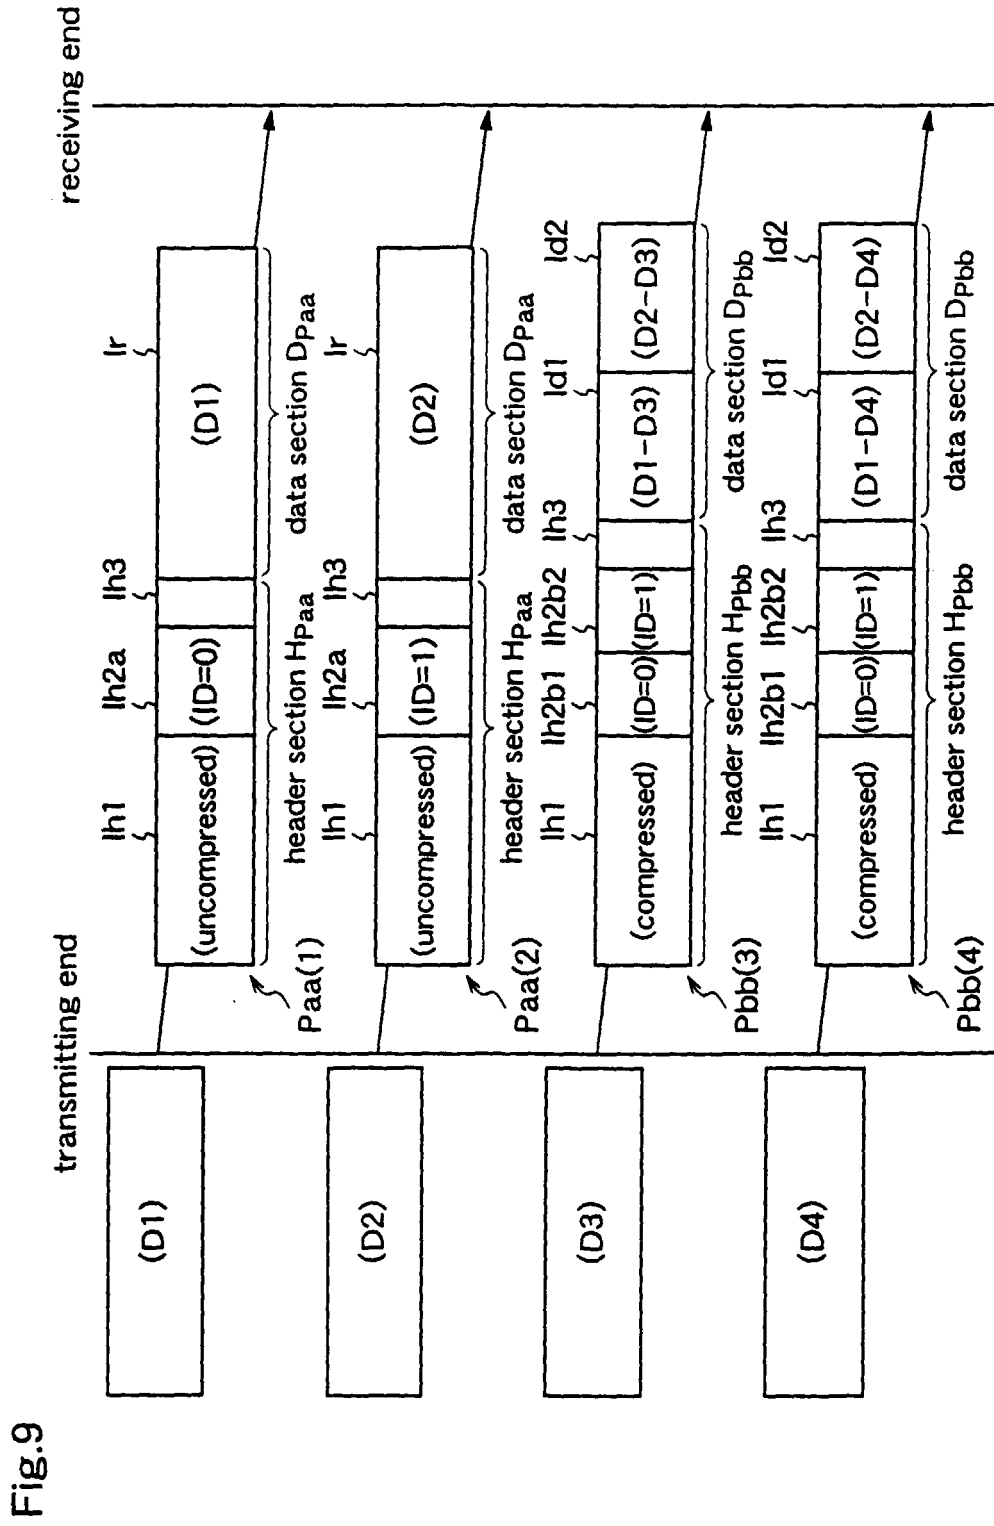 Fig.9
transmitting end
receiving end
(D1)
Ih1
Ih2a
Ih3
Ir
(uncompressed)
(ID=0)
(D1)
header section HPaa
data section DPaa
Paa(1)
(D2)
Ih1
Ih2a
Ih3
Ir
(uncompressed)
(ID=1)
(D2)
header section HPaa
data section DPaa
Paa(2)
(D3)
Ih1
Ih2b1
Ih2b2
Ih3
Id1
Id2
(compressed)
(ID=0)
(ID=1)
(D1-D3)
(D2-D3)
header section HPbb
data section DPbb
Pbb(3)
(D4)
Ih1
Ih2b1
Ih2b2
Ih3
Id1
Id2
(compressed)
(ID=0)
(ID=1)
(D1-D4)
(D2-D4)
header section HPbb
data section DPbb
Pbb(4)